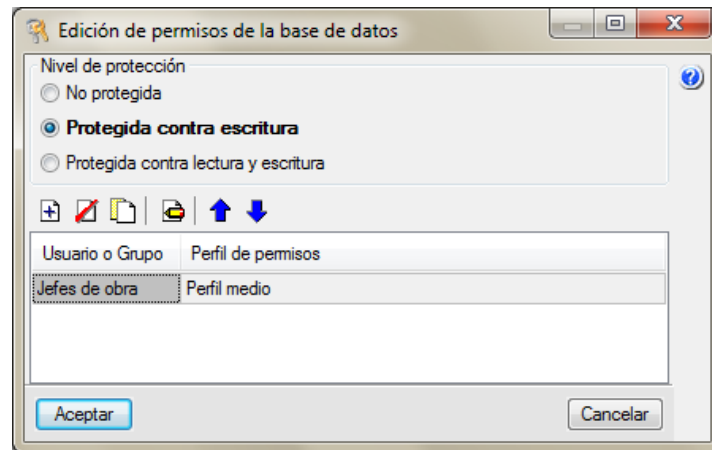 Edición de permisos de la base de datos
Nivel de protección
No protegida
Protegida contra escritura
Protegida contra lectura y escritura
Usuario o Grupo Perfil de permisos
Jefes de obra Perfil medio
Aceptar Cancelar